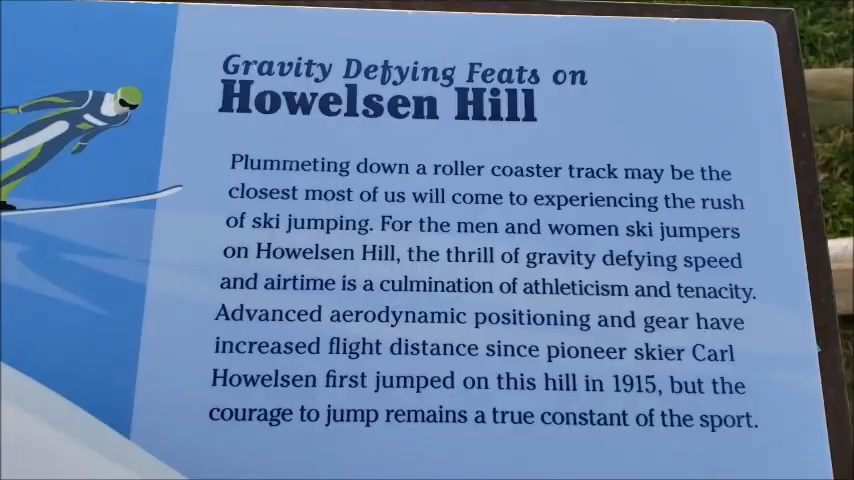 Gravity Defying Feats on
Howelsen Hill
Plummeting down a roller coaster track may be the
closest most of us will come to experiencing the rush
of ski jumping. For the men and women ski jumpers
on Howelsen Hill, the thrill of gravity defying speed
and airtime is a culmination of athleticism and tenacity.
Advanced aerodynamic positioning and gear have
increased flight distance since pioneer skier Carl
Howelsen first jumped on this hill in 1915, but the
courage to jump remains a true constant of the sport.